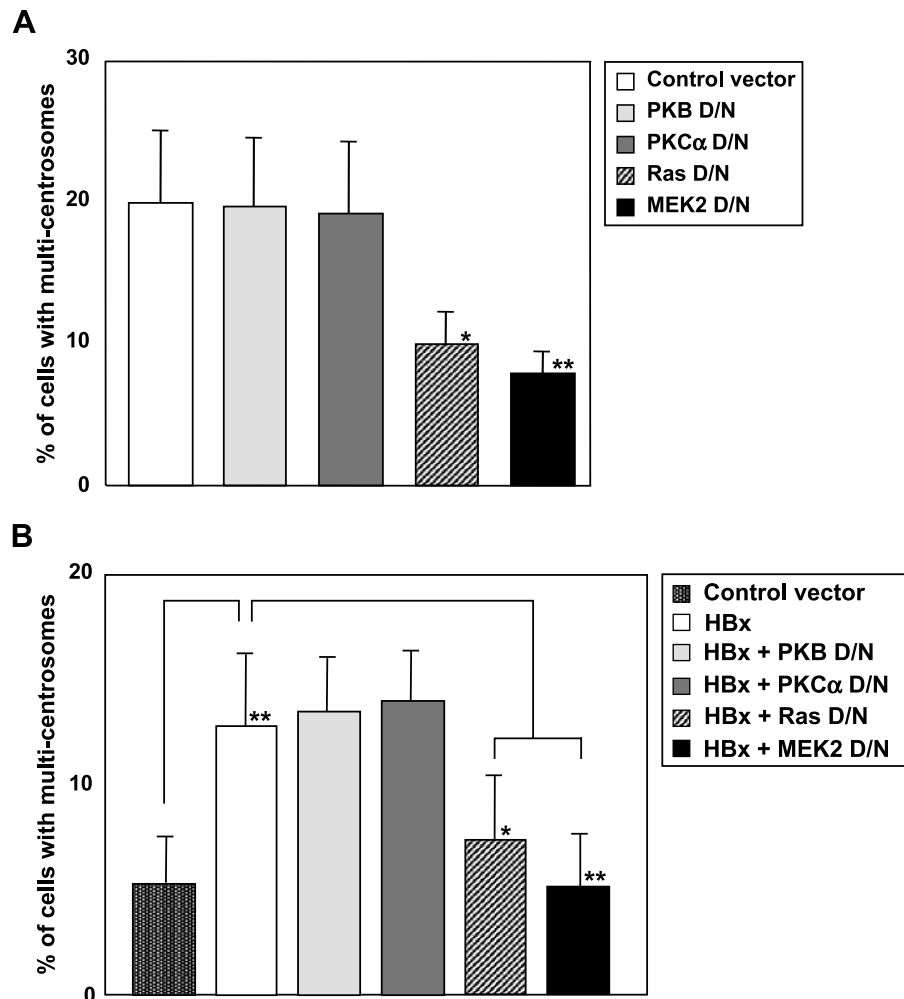 A
% of cells with multi-centrosomes
30
20
10
0
*
**
Control vector
PKB D/N
PKCα D/N
Ras D/N
MEK2 D/N
B
% of cells with multi-centrosomes
20
10
0
**
*
**
Control vector
HBx
HBx + PKB D/N
HBx + PKCα D/N
HBx + Ras D/N
HBx + MEK2 D/N